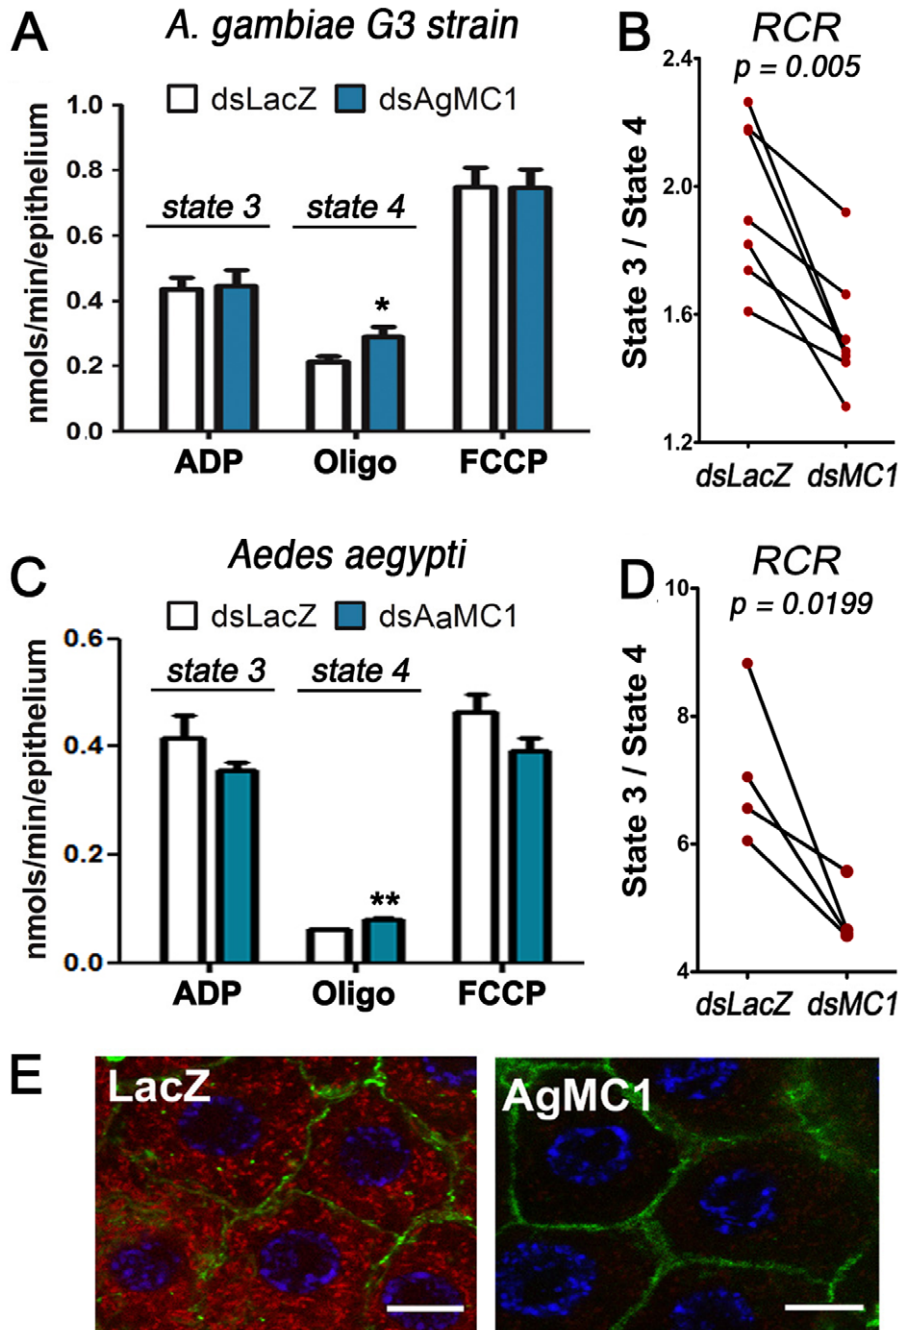 A
A. gambiae G3 strain
dsLacZ
dsAgMC1
nmols/min/epithelium
1.0
0.8
0.6
0.4
0.2
0.0
state 3
state 4
*
ADP
Oligo
FCCP
B
RCR
p = 0.005
State 3 / State 4
2.4
2.0
1.6
1.2
dsLacZ
dsMC1
C
Aedes aegypti
dsLacZ
dsAaMC1
nmols/min/epithelium
0.6
0.4
0.2
0.0
state 3
state 4
**
ADP
Oligo
FCCP
D
RCR
p = 0.0199
State 3 / State 4
10
8
6
4
dsLacZ
dsMC1
E
LacZ
AgMC1